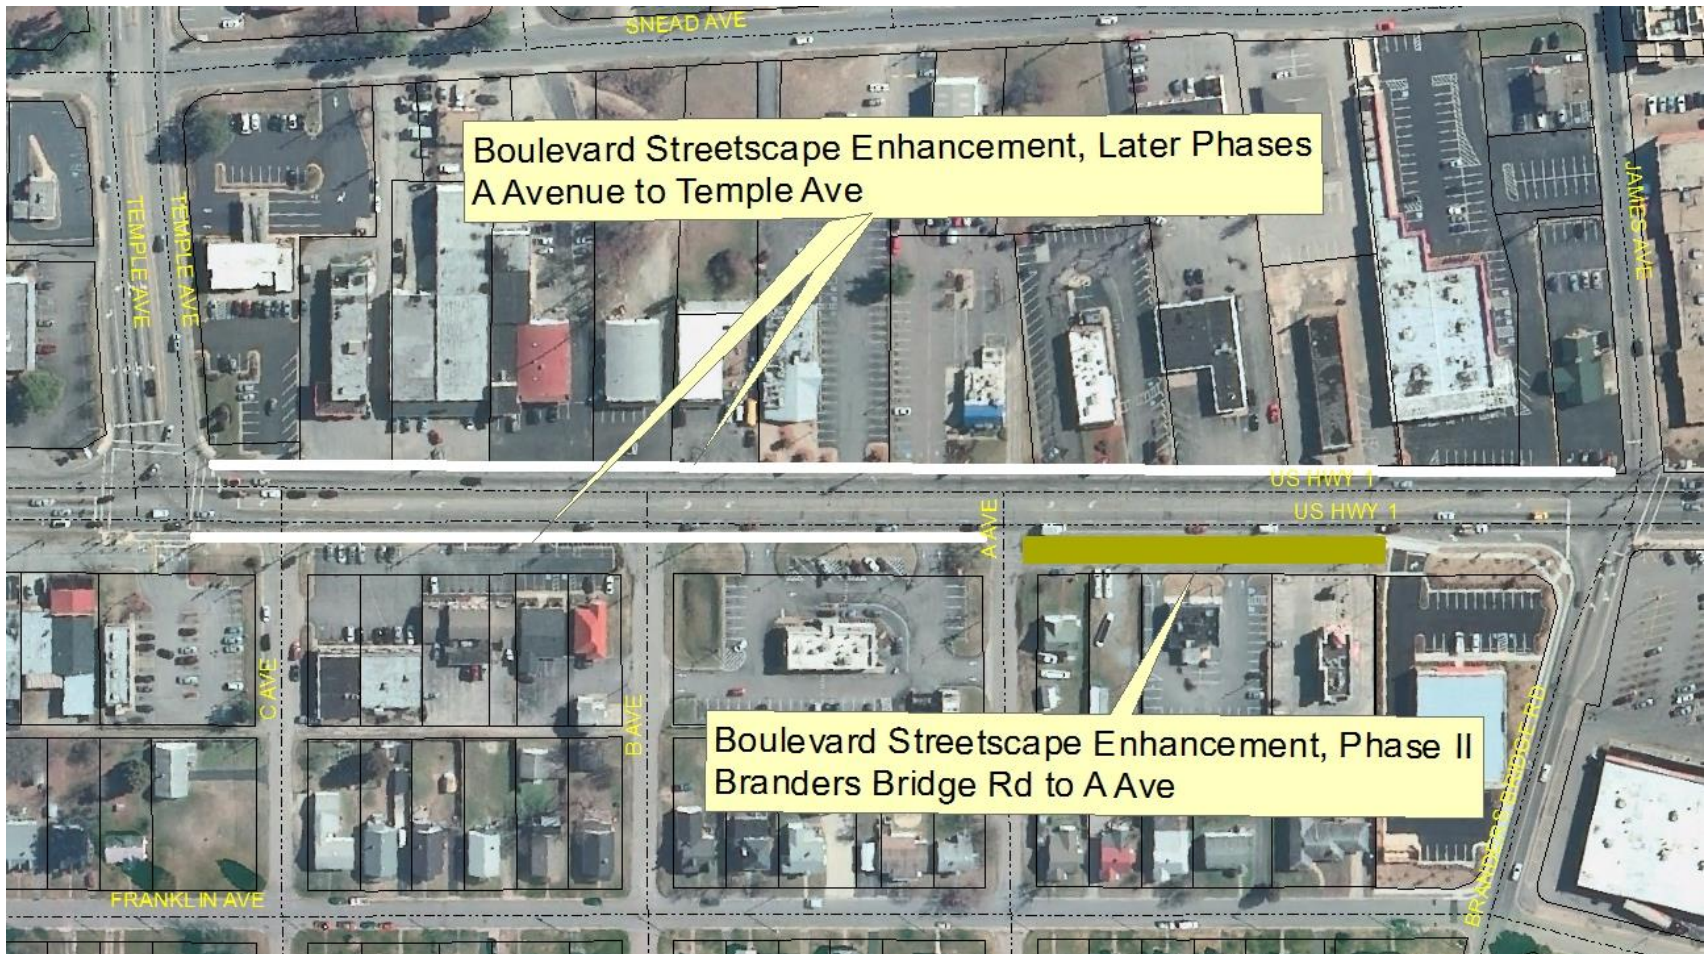 SNEAD AVE
Boulevard Streetscape Enhancement, Later Phases
A Avenue to Temple Ave
TEMPLE AVE
TEMPLE AVE
JAMES AVE
US HWY 1
US HWY 1
A AVE
C AVE
B AVE
Boulevard Streetscape Enhancement, Phase II
Branders Bridge Rd to A Ave
BRANDERS BRIDGE RD
FRANKLIN AVE